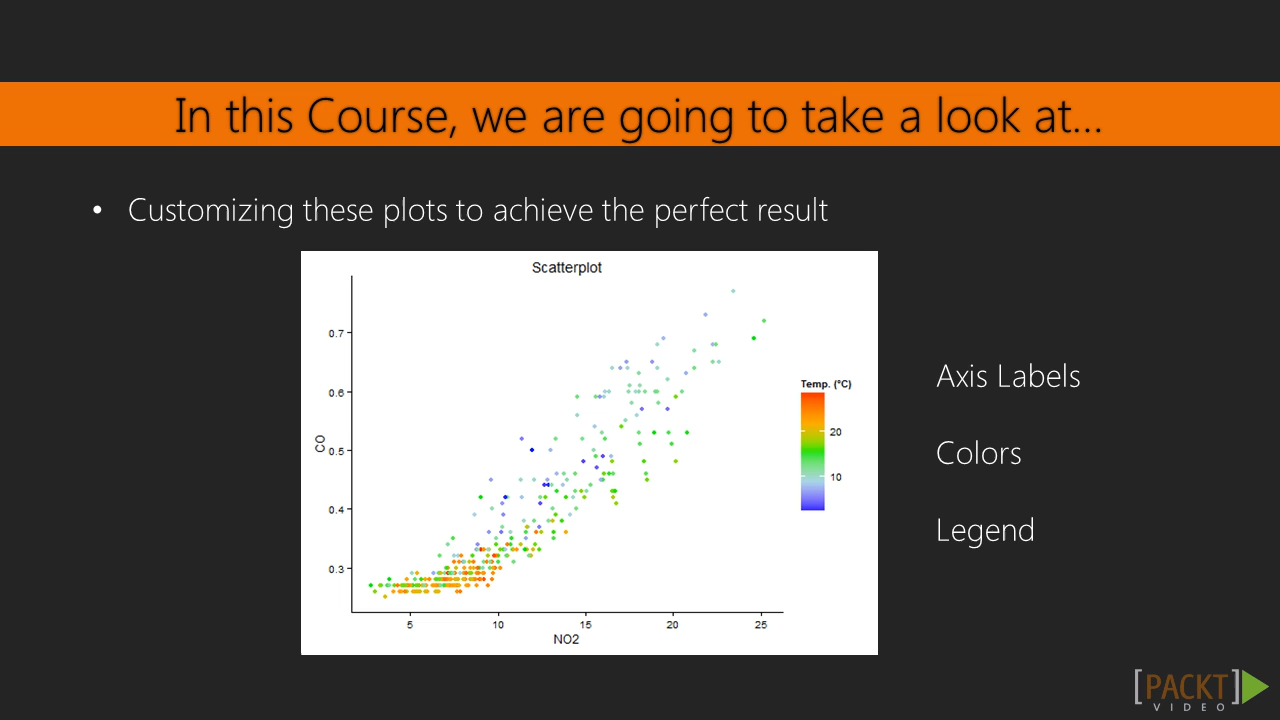 In this Course, we are going to take a look at...
• Customizing these plots to achieve the perfect result
Scatterplot
CO
0.7
0.6
0.5
0.4
0.3
5 10 15 20 25
NO2
Temp. (°C)
20
10
Axis Labels
Colors
Legend
[PACKT]
VIDEO